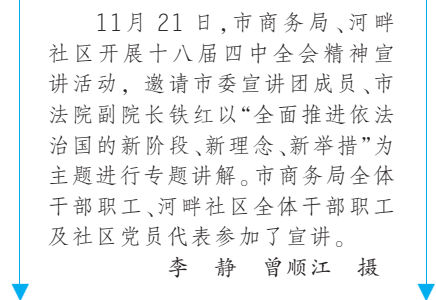 11月 21 日,市商务局、河畔
社区开展十八届四中全会精神宣
讲活动，邀请市委宣讲团成员、市
法院副院长铁红以“全面推进依法
治国的新阶段、新理念、新举措”为
主题进行专题讲解。市商务局全体
干部职工、河畔社区全体干部职工
及社区党员代表参加了宣讲。
李　静　曾顺江　摄